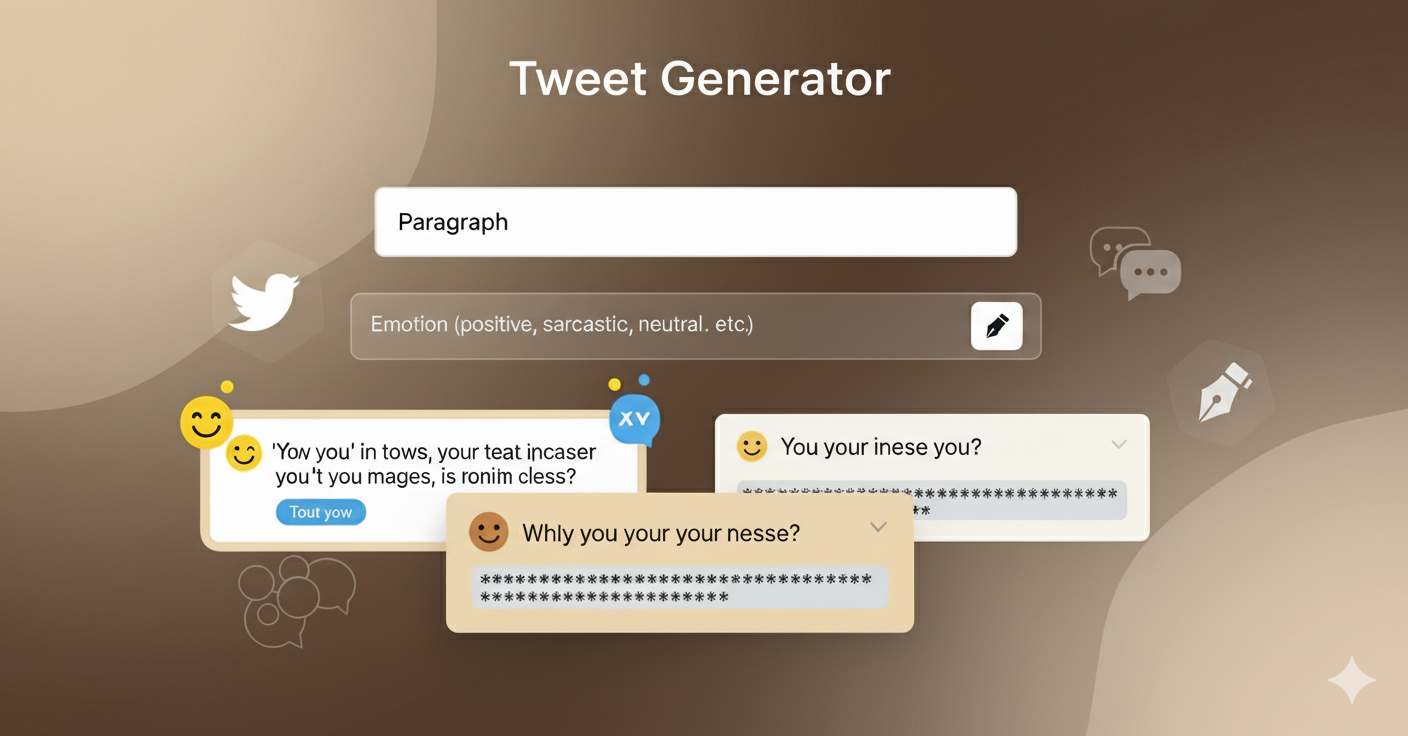 Tweet Generator
Paragraph
Emotion (positive, sarcastic, neutral. etc.)
XV
'Yow you' in tows, your teat incaser
you't you mages, is ronim cless?
Tout yow
You your inese you?
***********************************
**
Whly you your your nesse?
**********************************
**********************